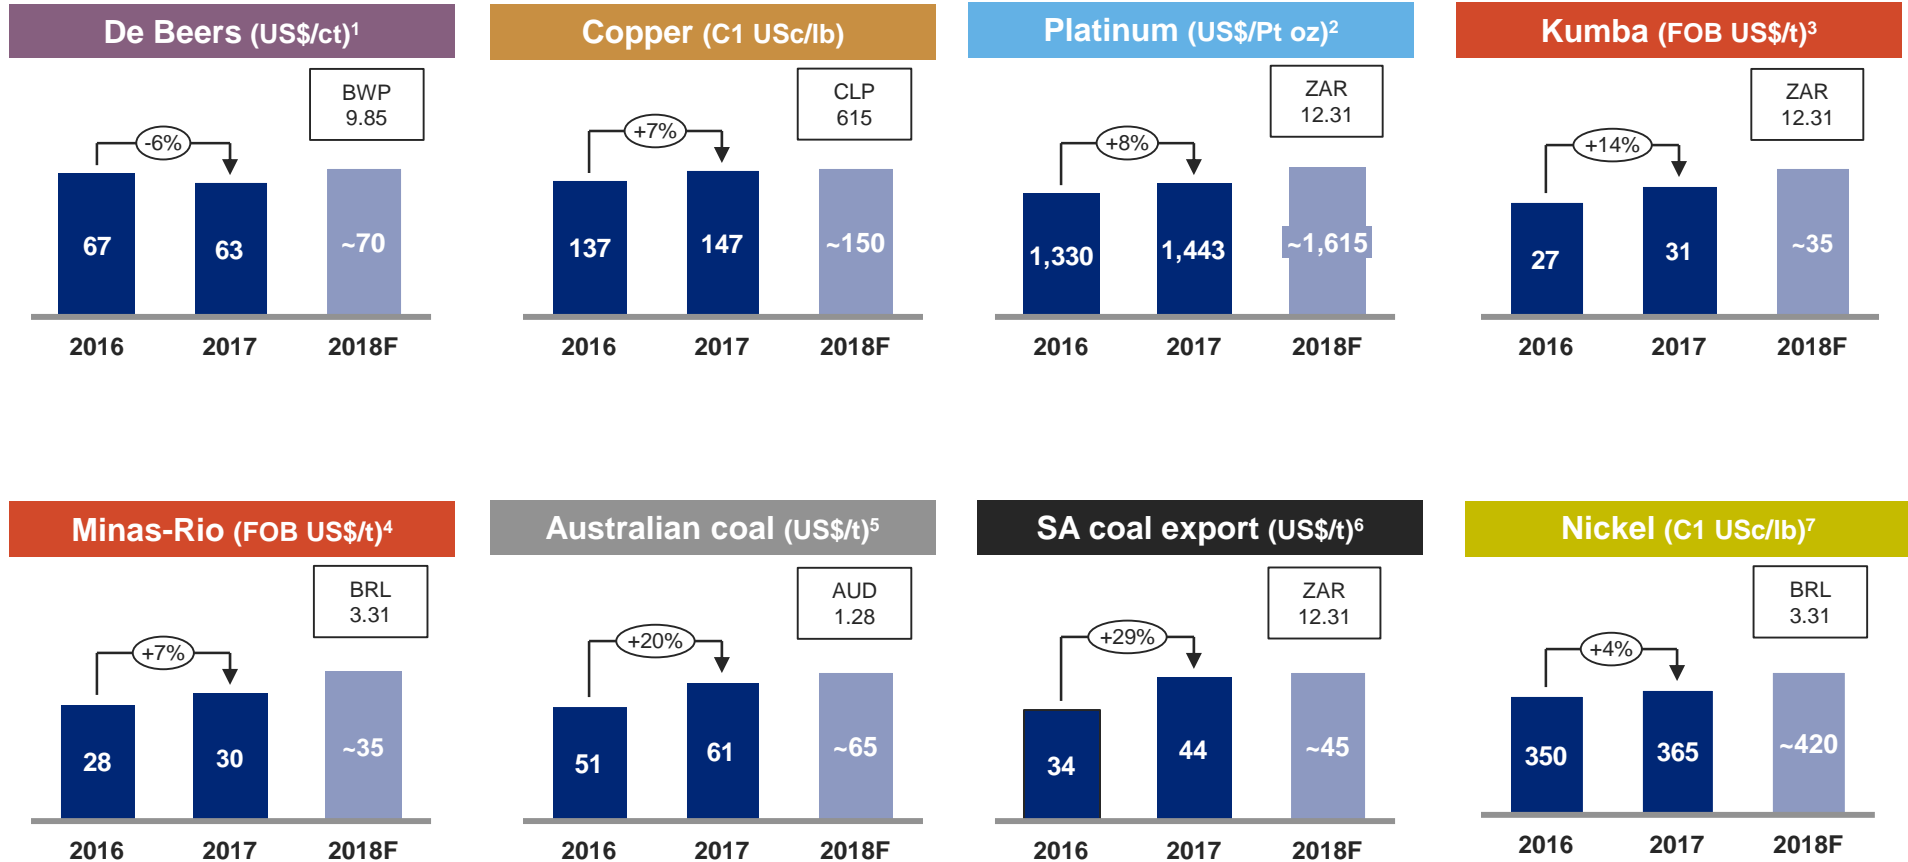 De Beers (US$/ct)1
BWP
9.85
-6%
67
63
~70
2016
2017
2018F
Copper (C1 USc/lb)
CLP
615
+7%
137
147
~150
2016
2017
2018F
Platinum (US$/Pt oz)2
ZAR
12.31
+8%
1,330
1,443
~1,615
2016
2017
2018F
Kumba (FOB US$/t)3
ZAR
12.31
+14%
27
31
~35
2016
2017
2018F
Minas-Rio (FOB US$/t)4
BRL
3.31
+7%
28
30
~35
2016
2017
2018F
Australian coal (US$/t)5
AUD
1.28
+20%
51
61
~65
2016
2017
2018F
SA coal export (US$/t)6
ZAR
12.31
+29%
34
44
~45
2016
2017
2018F
Nickel (C1 USc/lb)7
BRL
3.31
+4%
350
365
~420
2016
2017
2018F